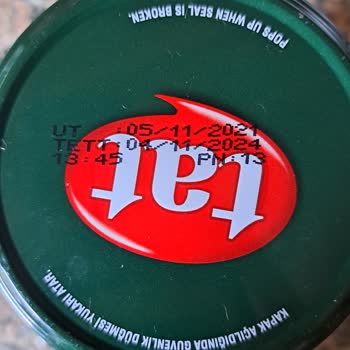 POPS UP WHEN SEAL IS BROKEN.
UT :05/11/2021
TETT:04/11/2024
13:45 PN:13
tat
KAPAK AÇILDIĞINDA GÜVENLİK DÜĞMESİ YUKARI ATAR.